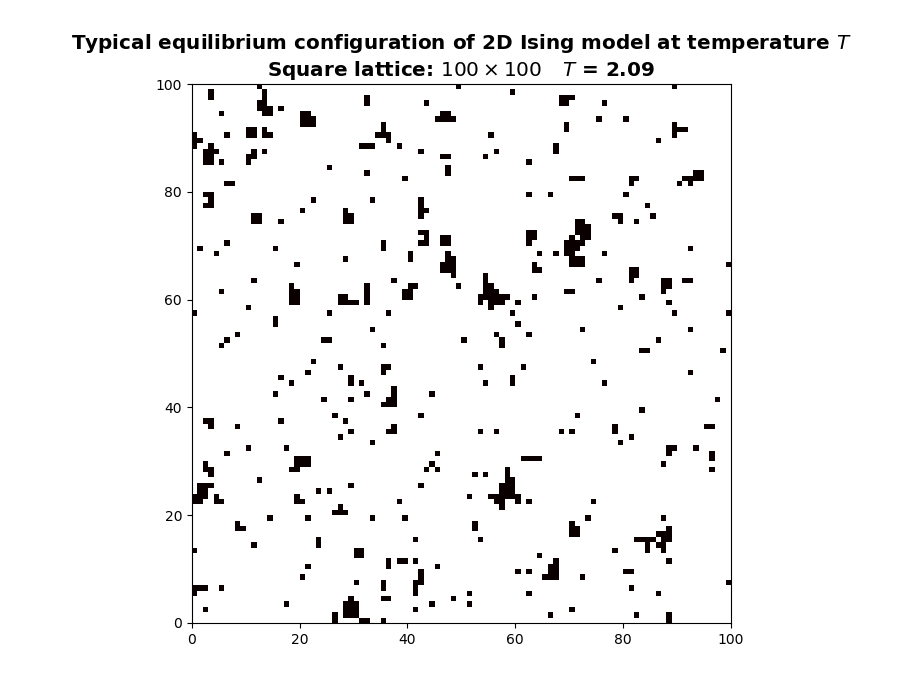 Typical equilibrium configuration of 2D Ising model at temperature T
Square lattice: 100 × 100 T = 2.09
100
80
60
40
20
0
0 20 40 60 80 100